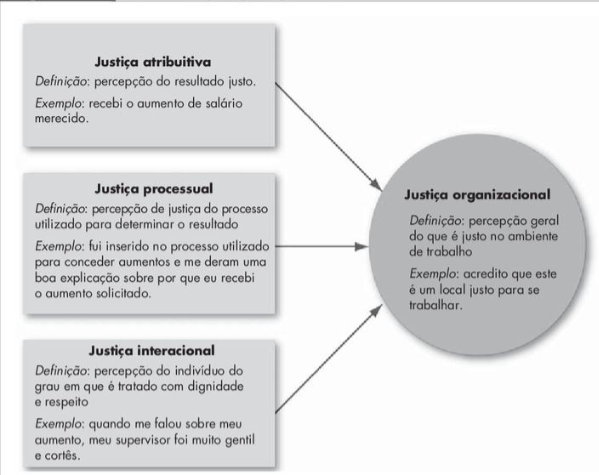 Justiça atribuitiva
Definição: percepção do resultado justo.
Exemplo: recebi o aumento de salário
merecido.
Justiça processual
Definição: percepção de justiça do processo
utilizado para determinar o resultado
Exemplo: fui inserido no processo utilizado
para conceder aumentos e me deram uma
boa explicação sobre por que eu recebi
o aumento solicitado.
Justiça interacional
Definição: percepção do indivíduo do
grau em que é tratado com dignidade
e respeito
Exemplo: quando me falou sobre meu
aumento, meu supervisor foi muito gentil
e cortês.
Justiça organizacional
Definição: percepção geral
do que é justo no ambiente
de trabalho
Exemplo: acredito que este
é um local justo para se
trabalhar.